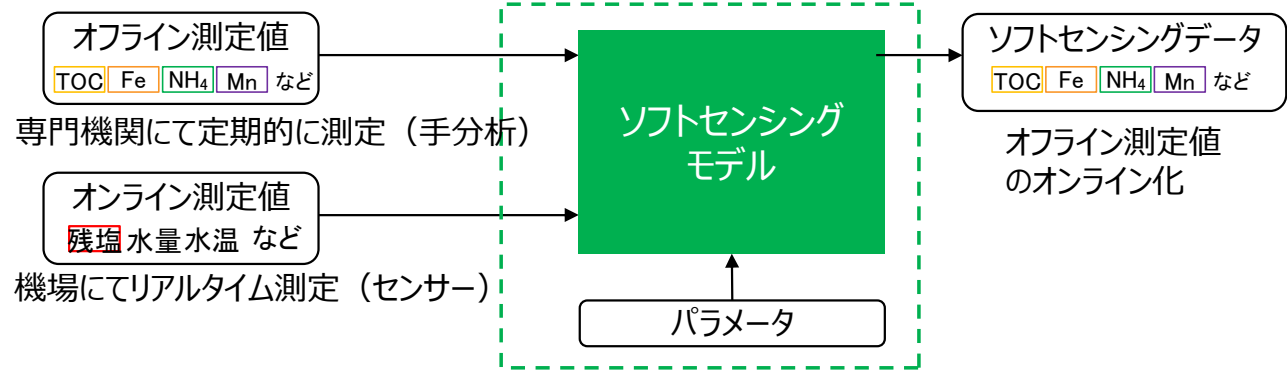 オフライン測定値
TOC Fe NH₄ Mn など
専門機関にて定期的に測定（手分析）
オンライン測定値
残塩 水量 水温 など
機場にてリアルタイム測定（センサー）
ソフトセンシング
モデル
パラメータ
ソフトセンシングデータ
TOC Fe NH₄ Mn など
オフライン測定値
のオンライン化